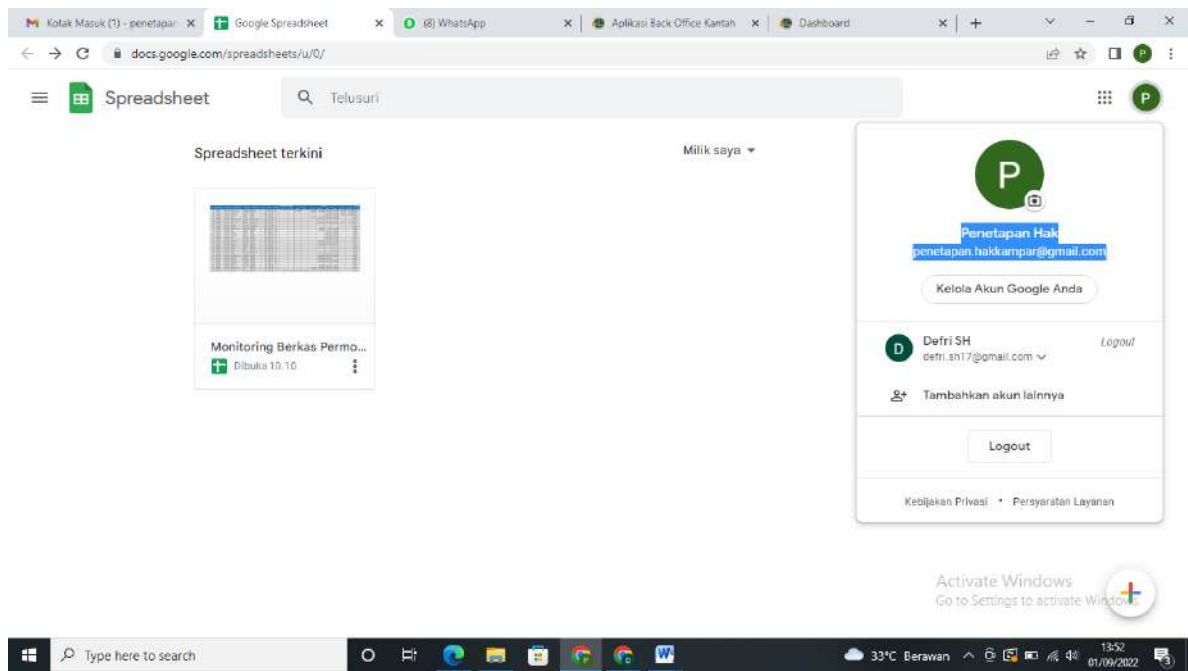 Kotak Masuk (1) - penetapan
Google Spreadsheet
(8) WhatsApp
Aplikasi Back Office Kantah
Dashboard
docs.google.com/spreadsheets/u/0/
P
Spreadsheet
Telusuri
P
Spreadsheet terkini
Milik saya
P
Penetapan Hak
penetapan.hakkampar@gmail.com
Kelola Akun Google Anda
Monitoring Berkas Permo...
Dibuka 10.10
D
Defri SH
Logout
defri.sh17@gmail.com
Tambahkan akun lainnya
Logout
Kebijakan Privasi • Persyaratan Layanan
Activate Windows
Go to Settings to activate Windows.
Type here to search
33°C Berawan
13:52
01/09/2022